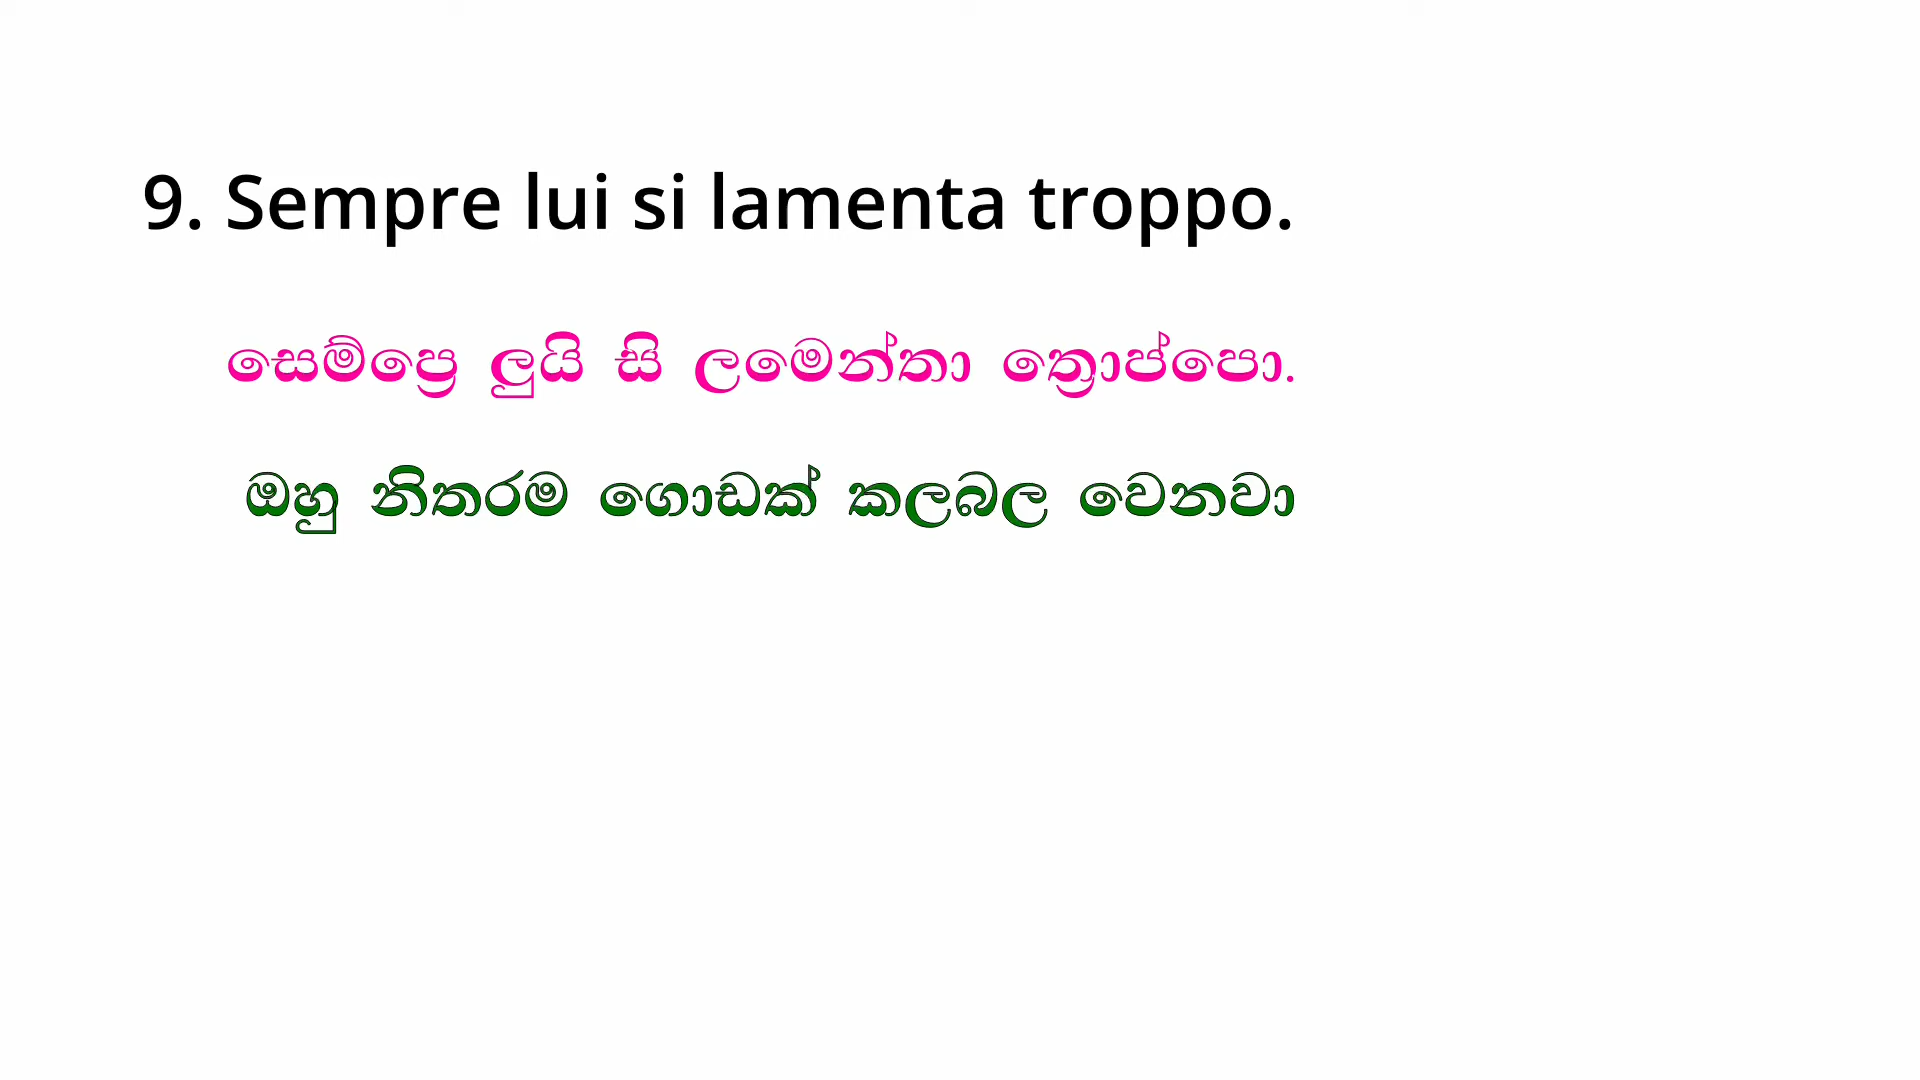 9. Sempre lui si lamenta troppo.
සෙම්ප්‍රෙ ලුයි සි ලමෙන්තා ත්‍රොප්පො.
ඔහු නිතරම ගොඩක් කලබල වෙනවා